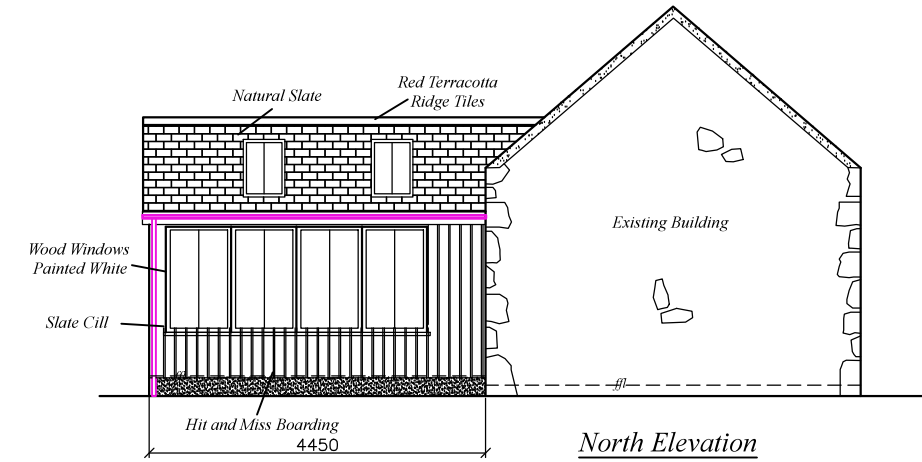 Red Terracotta
Ridge Tiles
Natural Slate
Existing Building
Wood Windows
Painted White
Slate Cill
ffl
ffl
Hit and Miss Boarding
4450
North Elevation